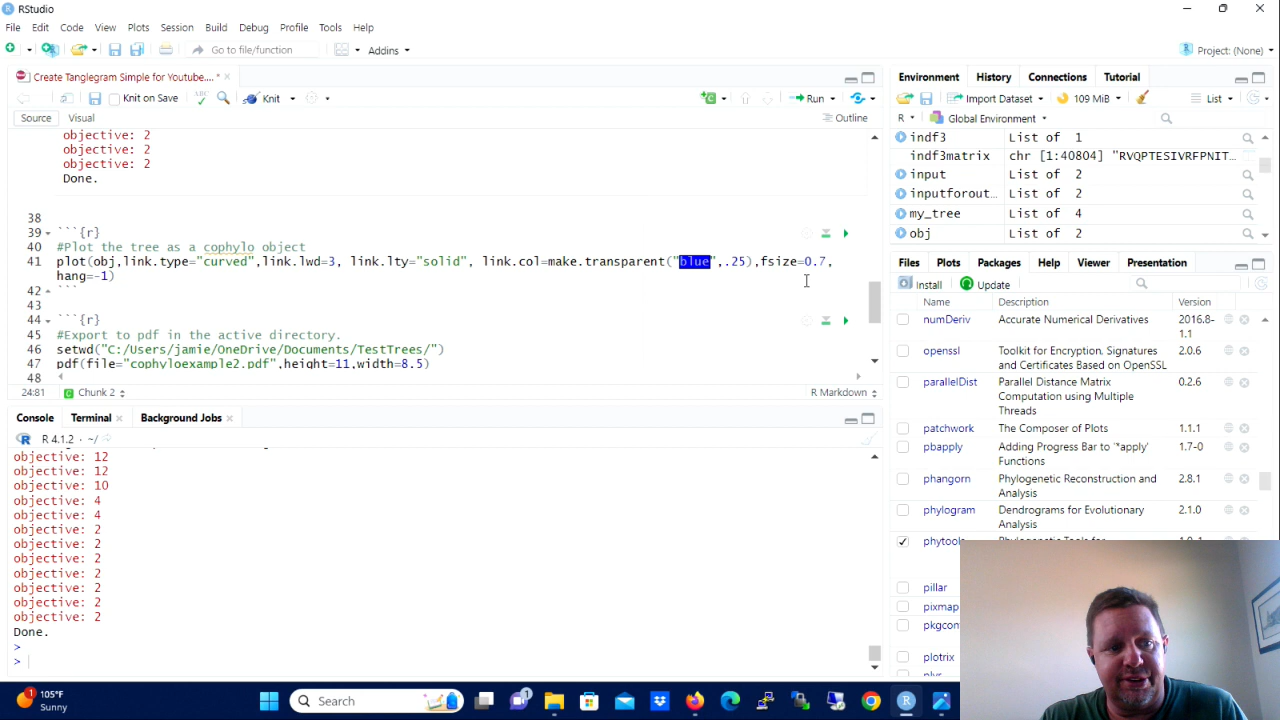 RStudio
File Edit Code View Plots Session Build Debug Profile Tools Help
Go to file/function Addins Project: (None)
Create Tanglegram Simple for Youtube.... *
Knit on Save Knit Run
Source Visual Outline
objective: 2
objective: 2
objective: 2
Done.
38
39 ```{r}
40 #Plot the tree as a cophylo object
41 plot(obj,link.type="curved",link.lwd=3, link.lty="solid", link.col=make.transparent("blue",.25),fsize=0.7,
hang=-1)
42 ```
43
44 ```{r}
45 #Export to pdf in the active directory.
46 setwd("C:/Users/jamie/OneDrive/Documents/TestTrees/")
47 pdf(file="cophyloexample2.pdf",height=11,width=8.5)
48
24:81 Chunk 2 R Markdown
Console Terminal Background Jobs
R 4.1.2 · ~/
objective: 12
objective: 12
objective: 10
objective: 4
objective: 4
objective: 2
objective: 2
objective: 2
objective: 2
objective: 2
objective: 2
objective: 2
Done.
>
>
Environment History Connections Tutorial
Import Dataset 109 MiB List
R Global Environment
indf3 List of 1
indf3matrix chr [1:40804] "RVQPTESIVRFPNIT...
input List of 2
inputforout... List of 2
my_tree List of 4
obj List of 2
Files Plots Packages Help Viewer Presentation
Install Update
Name Description Version
numDeriv Accurate Numerical Derivatives 2016.8-
1.1
openssl Toolkit for Encryption, Signatures 2.0.6
and Certificates Based on OpenSSL
parallelDist Parallel Distance Matrix 0.2.6
Computation using Multiple
Threads
patchwork The Composer of Plots 1.1.1
pbapply Adding Progress Bar to '*apply' 1.7-0
Functions
phangorn Phylogenetic Reconstruction and 2.8.1
Analysis
phylogram Dendrograms for Evolutionary 2.1.0
Analysis
phytools
pillar
pixmap
pkgcon
plotrix
1
105°F
Sunny
Search
1